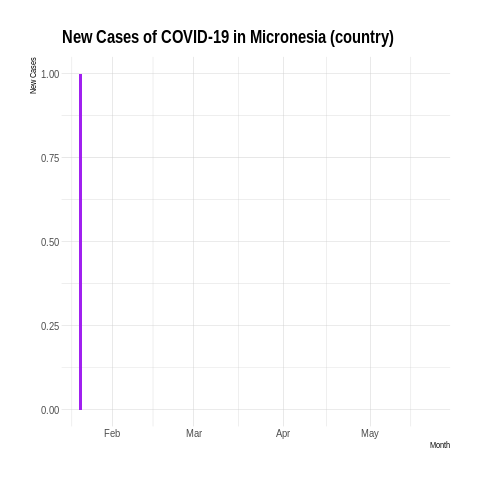 New Cases of COVID-19 in Micronesia (country)
New Cases
1.00
0.75
0.50
0.25
0.00
Feb Mar Apr May
Month